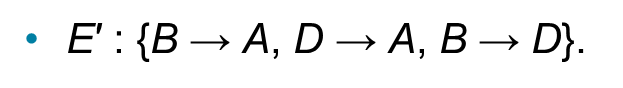 • E′ : {B → A, D → A, B → D}.